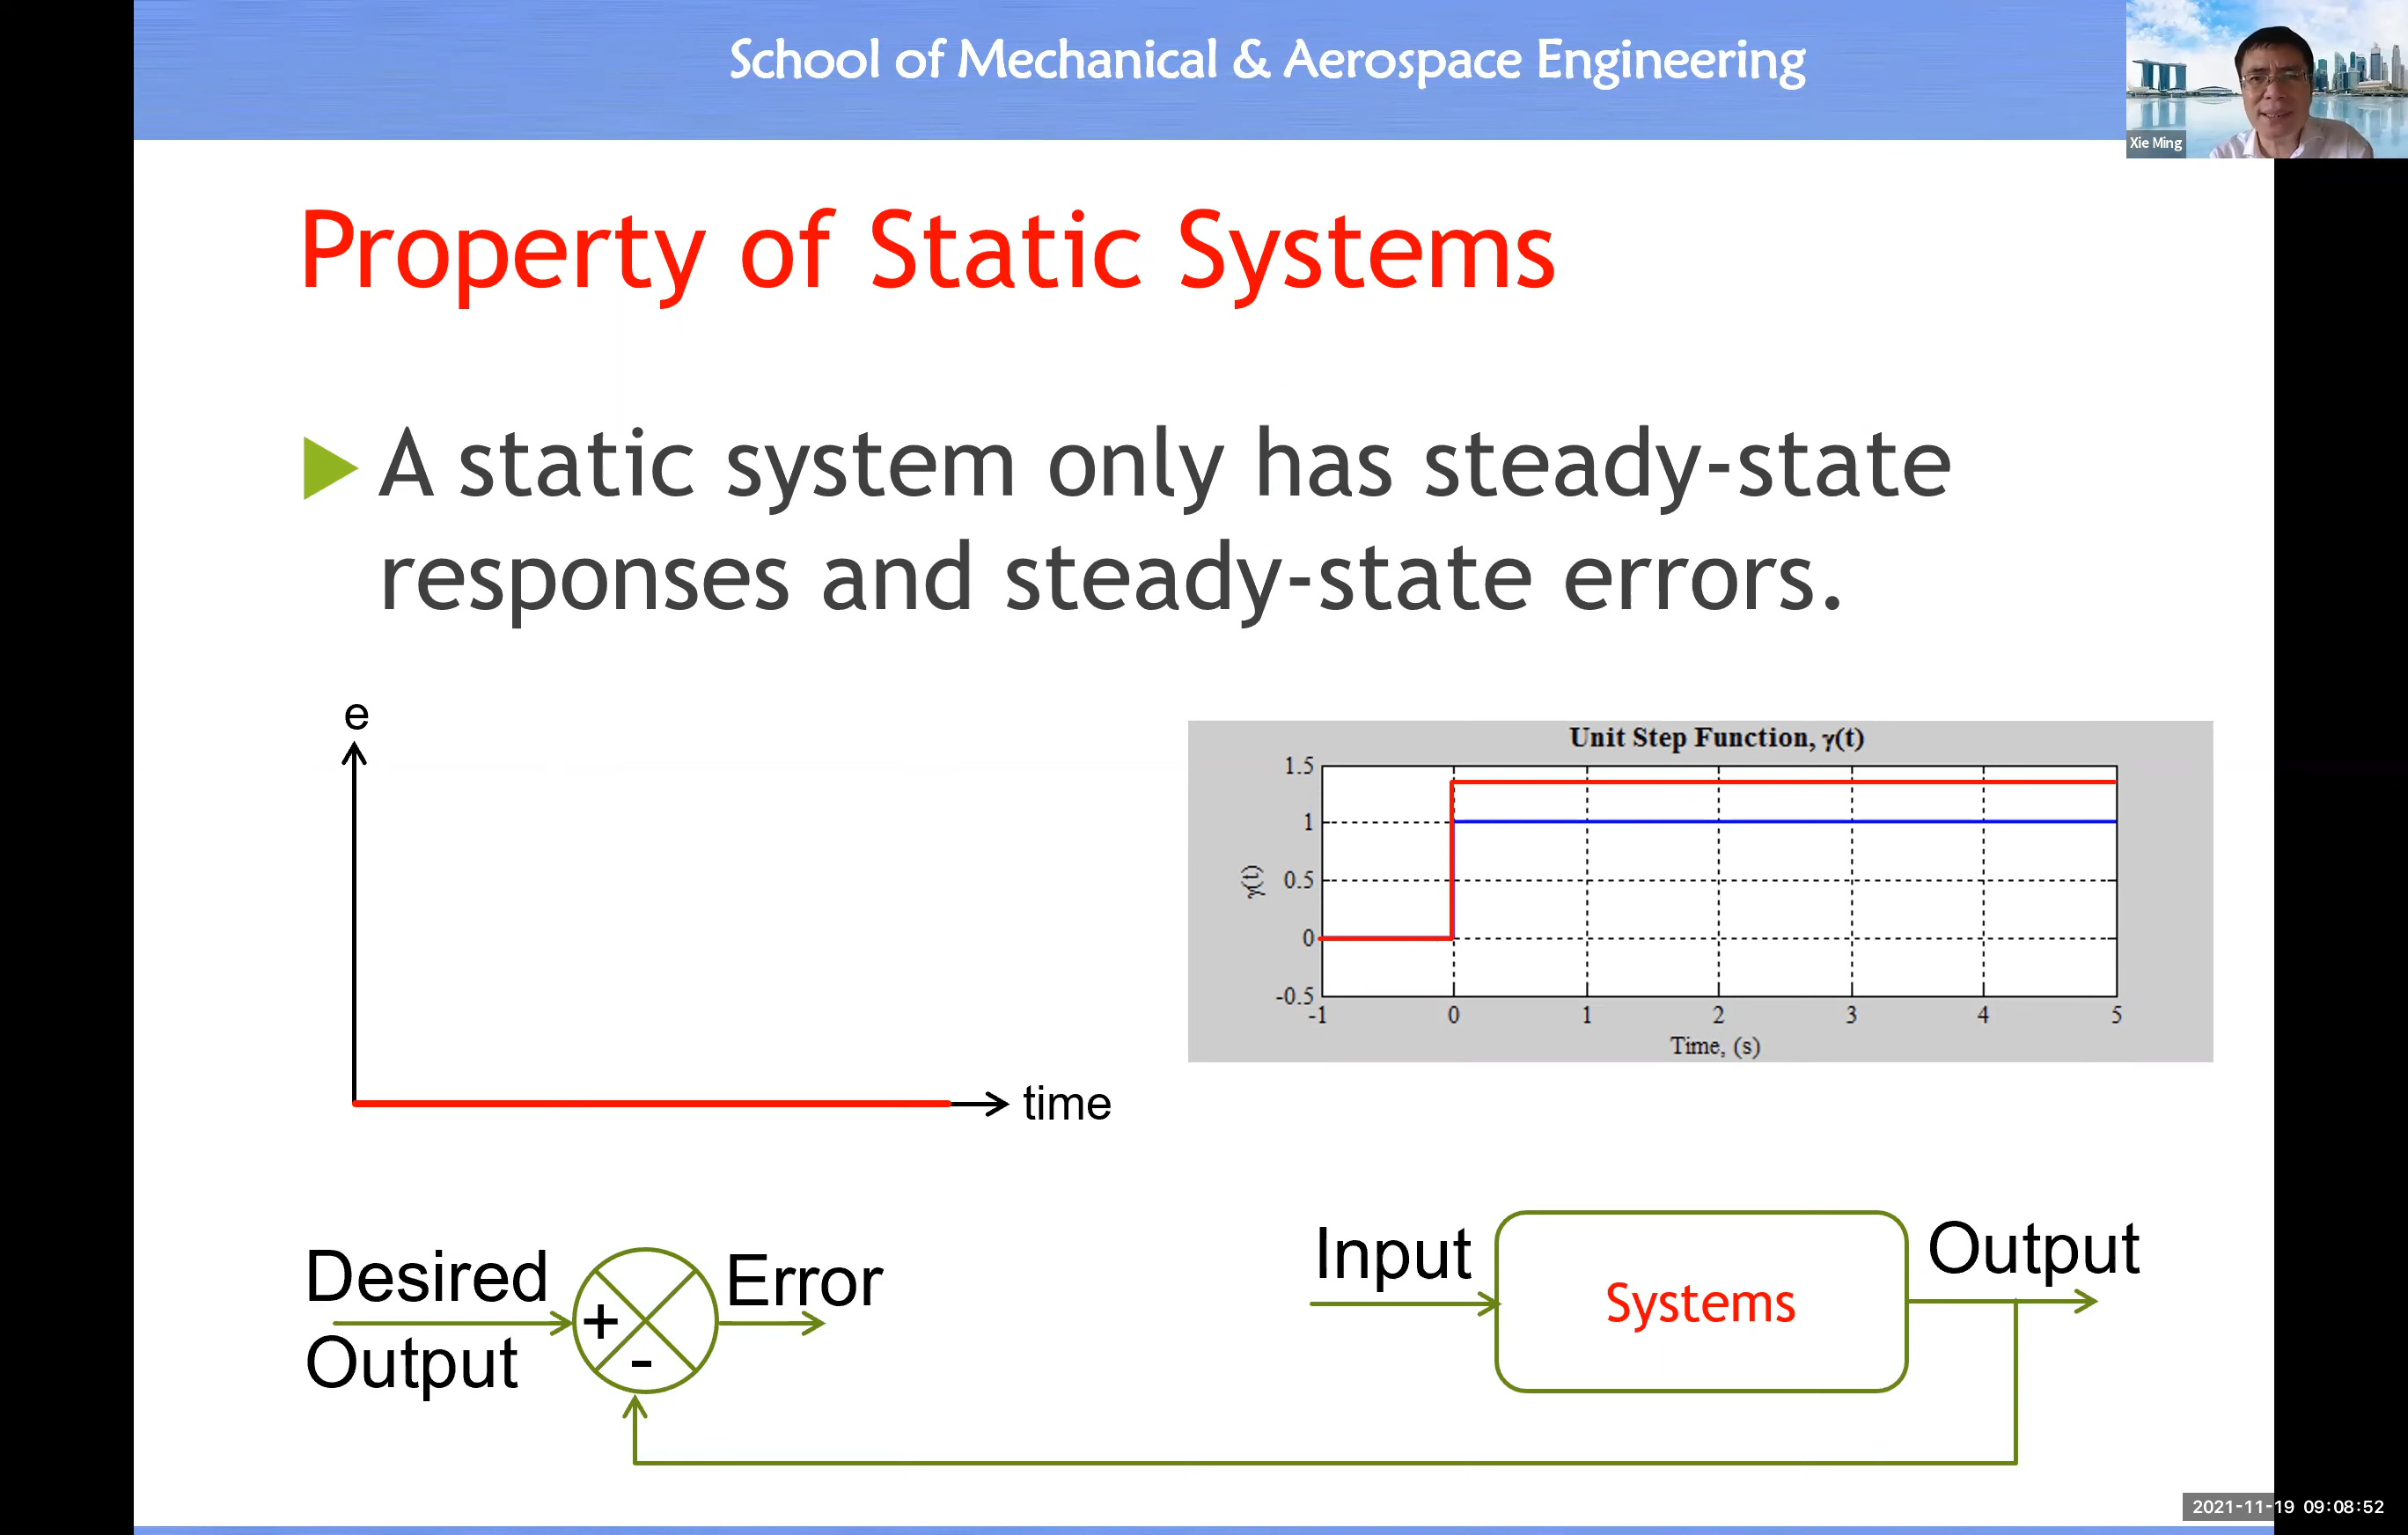 School of Mechanical & Aerospace Engineering
Xie Ming
Property of Static Systems
A static system only has steady-state
responses and steady-state errors.
e
time
Unit Step Function, γ(t)
1.5
1
0.5
0
-0.5
γ(t)
-1 0 1 2 3 4 5
Time, (s)
Desired
Output
+
-
Error
Input
Systems
Output
2021-11-19 09:08:52